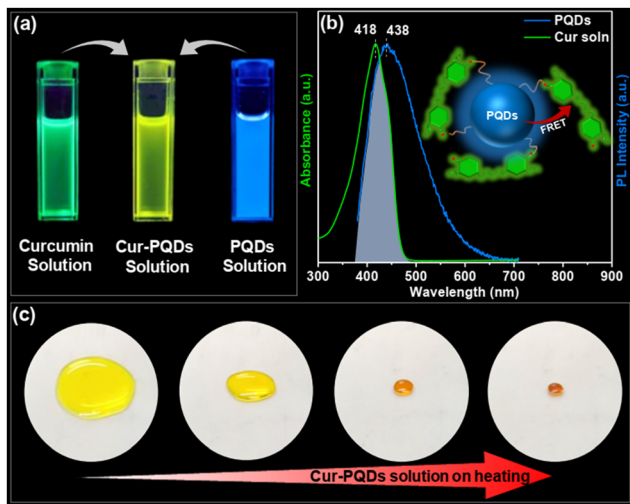 (a)
Curcumin
Solution
Cur-PQDs
Solution
PQDs
Solution
(b)
418
438
PQDs
Cur soln
PQDs
FRET
Absorbance (a.u.)
PL Intensity (a.u.)
300 400 500 600 700 800 900
Wavelength (nm)
(c)
Cur-PQDs solution on heating